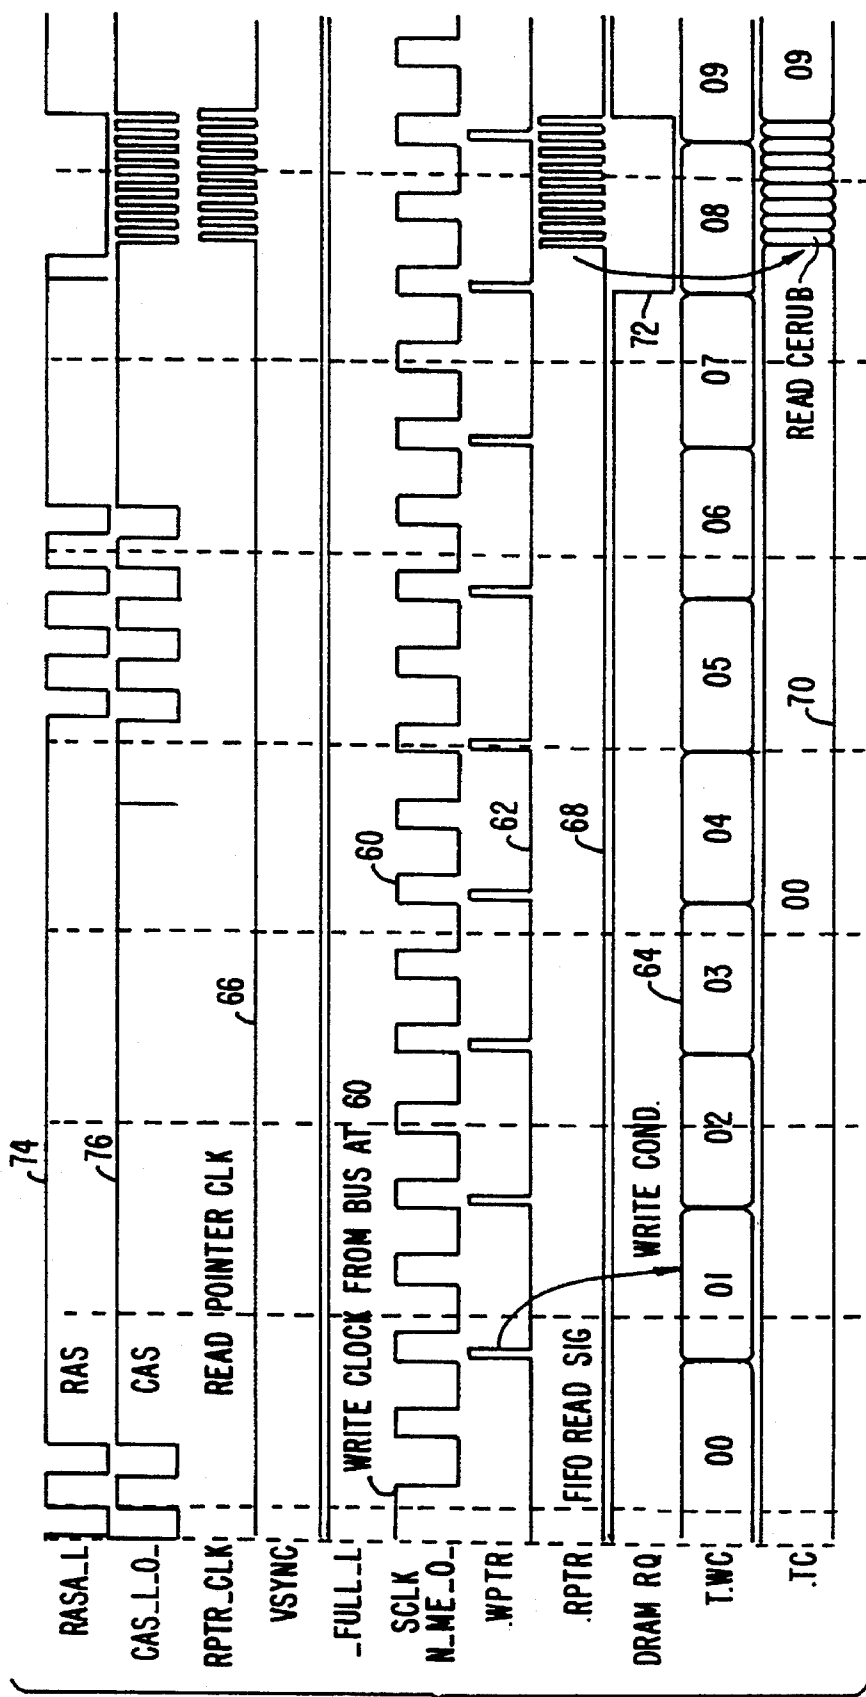 RASA_L RAS 74
CAS_L_O_ CAS 76
RPTR_CLK READ POINTER CLK 66
VSYNC
_FULL_L WRITE CLOCK FROM BUS AT 60
SCLK
N_ME_O_ 60
.WPTR 62
.RPTR FIFO READ SIG 68
DRAM RQ WRITE COND. 64 72
T.WC 00 01 02 03 04 05 06 07 08 09
.TC 00 70 READ CERUB 09